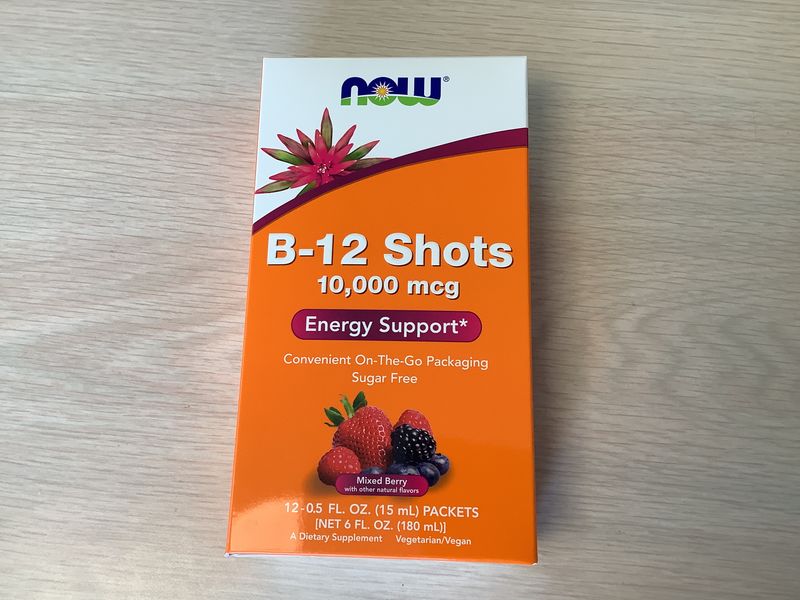 NOW®
B-12 Shots
10,000 mcg
Energy Support*
Convenient On-The-Go Packaging
Sugar Free
Mixed Berry
with other natural flavors
12-0.5 FL. OZ. (15 mL) PACKETS
[NET 6 FL. OZ. (180 mL)]
A Dietary Supplement Vegetarian/Vegan